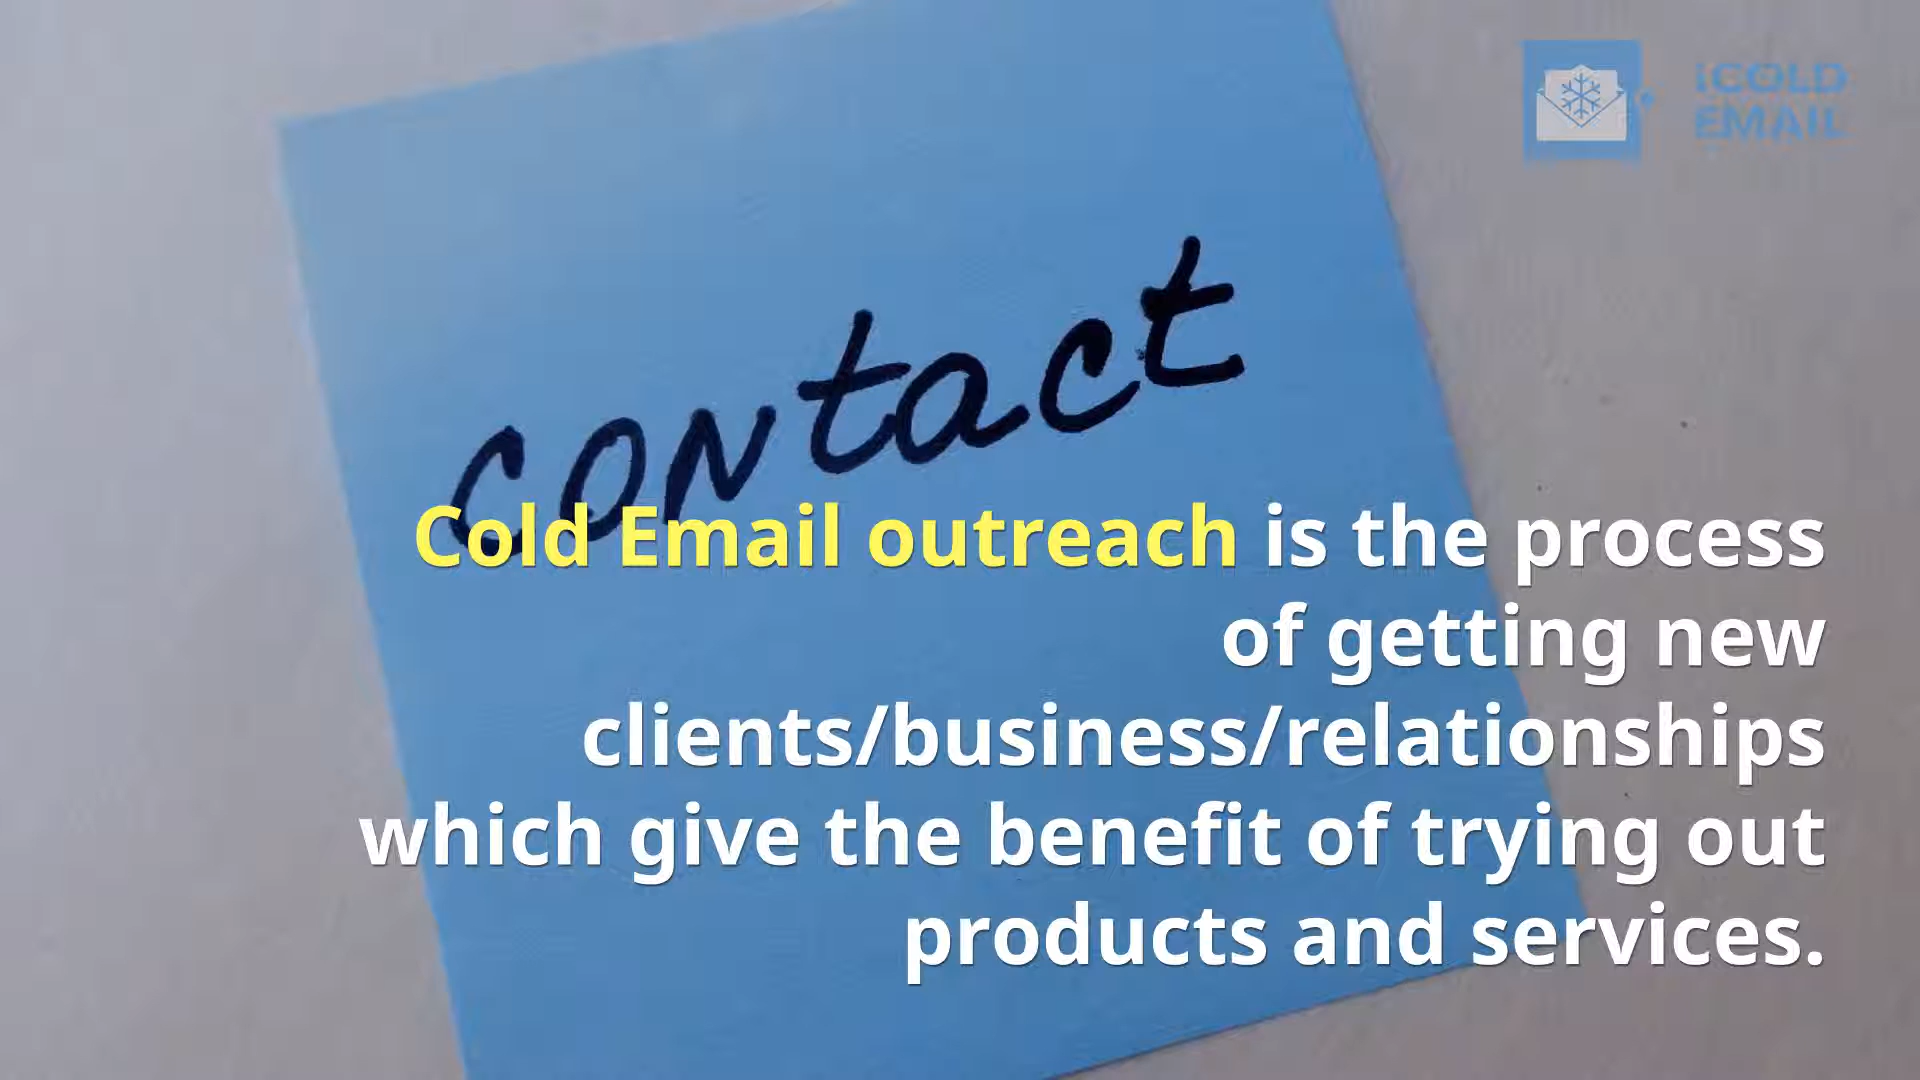 iCOLD
EMAIL
contact
Cold Email outreach is the process
of getting new
clients/business/relationships
which give the benefit of trying out
products and services.